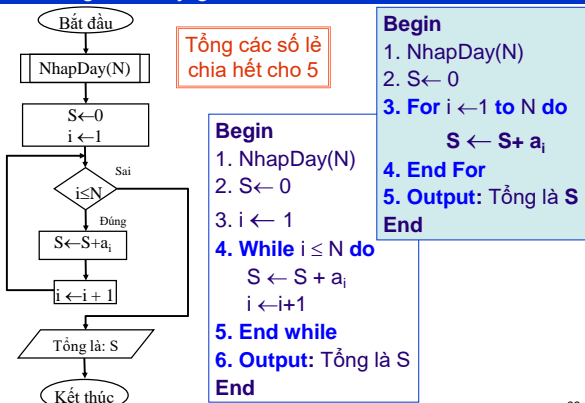 Bắt đầu
NhapDay(N)
S←0
i ←1
Sai
i≤N
Đúng
S←S+aᵢ
i ←i + 1
Tổng là: S
Kết thúc
Tổng các số lẻ
chia hết cho 5
Begin
1. NhapDay(N)
2. S← 0
3. i ← 1
4. While i ≤ N do
S ← S + aᵢ
i ←i+1
5. End while
6. Output: Tổng là S
End
Begin
1. NhapDay(N)
2. S← 0
3. For i ←1 to N do
S ← S+ aᵢ
4. End For
5. Output: Tổng là S
End